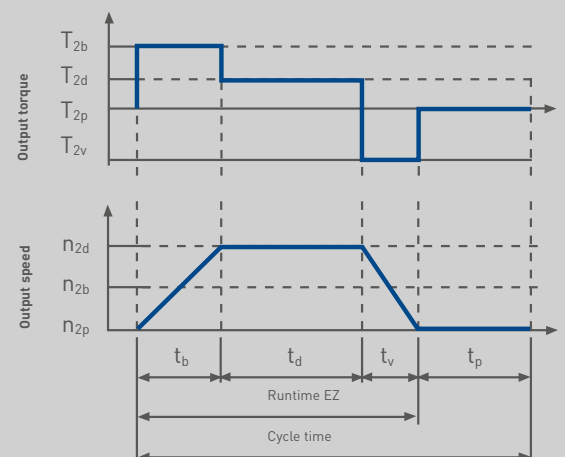 Output torque
T2b
T2d
T2p
T2v
Output speed
n2d
n2b
n2p
tb
td
tv
tp
Runtime EZ
Cycle time